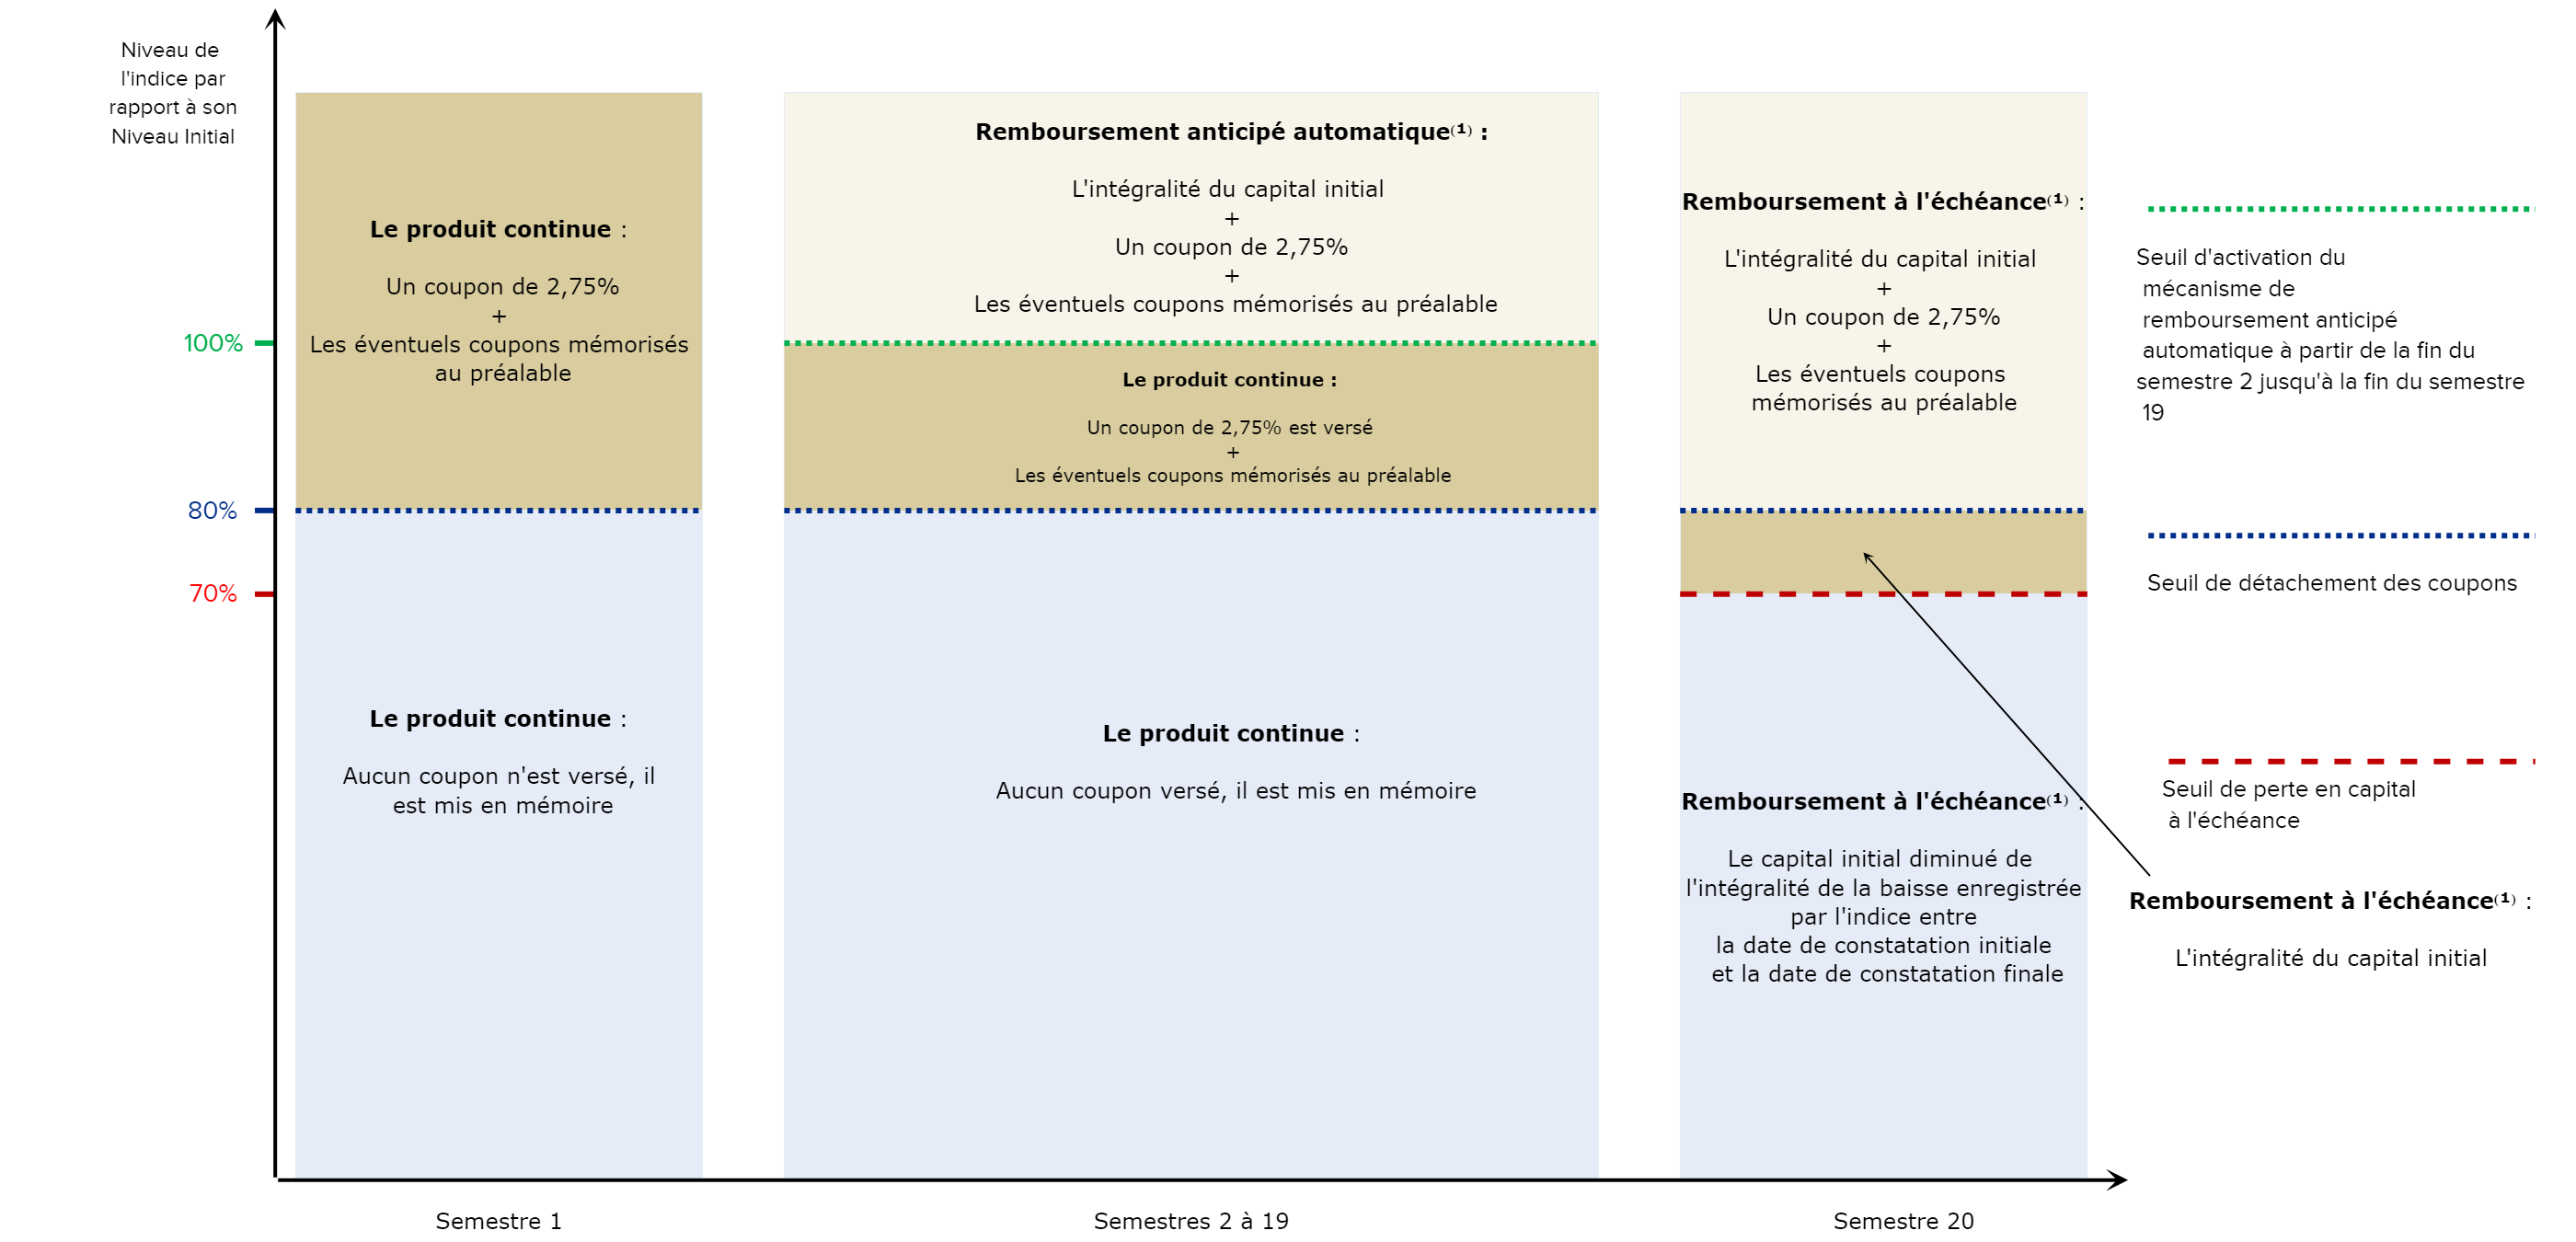 Niveau de
l'indice par
rapport à son
Niveau Initial
100%
80%
70%
Le produit continue :
Un coupon de 2,75%
+
Les éventuels coupons mémorisés
au préalable
Le produit continue :
Aucun coupon n'est versé, il
est mis en mémoire
Semestre 1
Remboursement anticipé automatique⁽¹⁾ :
L'intégralité du capital initial
+
Un coupon de 2,75%
+
Les éventuels coupons mémorisés au préalable
Le produit continue :
Un coupon de 2,75% est versé
+
Les éventuels coupons mémorisés au préalable
Le produit continue :
Aucun coupon versé, il est mis en mémoire
Semestres 2 à 19
Remboursement à l'échéance⁽¹⁾ :
L'intégralité du capital initial
+
Un coupon de 2,75%
+
Les éventuels coupons
mémorisés au préalable
Remboursement à l'échéance⁽¹⁾ :
Le capital initial diminué de
l'intégralité de la baisse enregistrée
par l'indice entre
la date de constatation initiale
et la date de constatation finale
Semestre 20
Seuil d'activation du
mécanisme de
remboursement anticipé
automatique à partir de la fin du
semestre 2 jusqu'à la fin du semestre
19
Seuil de détachement des coupons
Seuil de perte en capital
à l'échéance
Remboursement à l'échéance⁽¹⁾ :
L'intégralité du capital initial